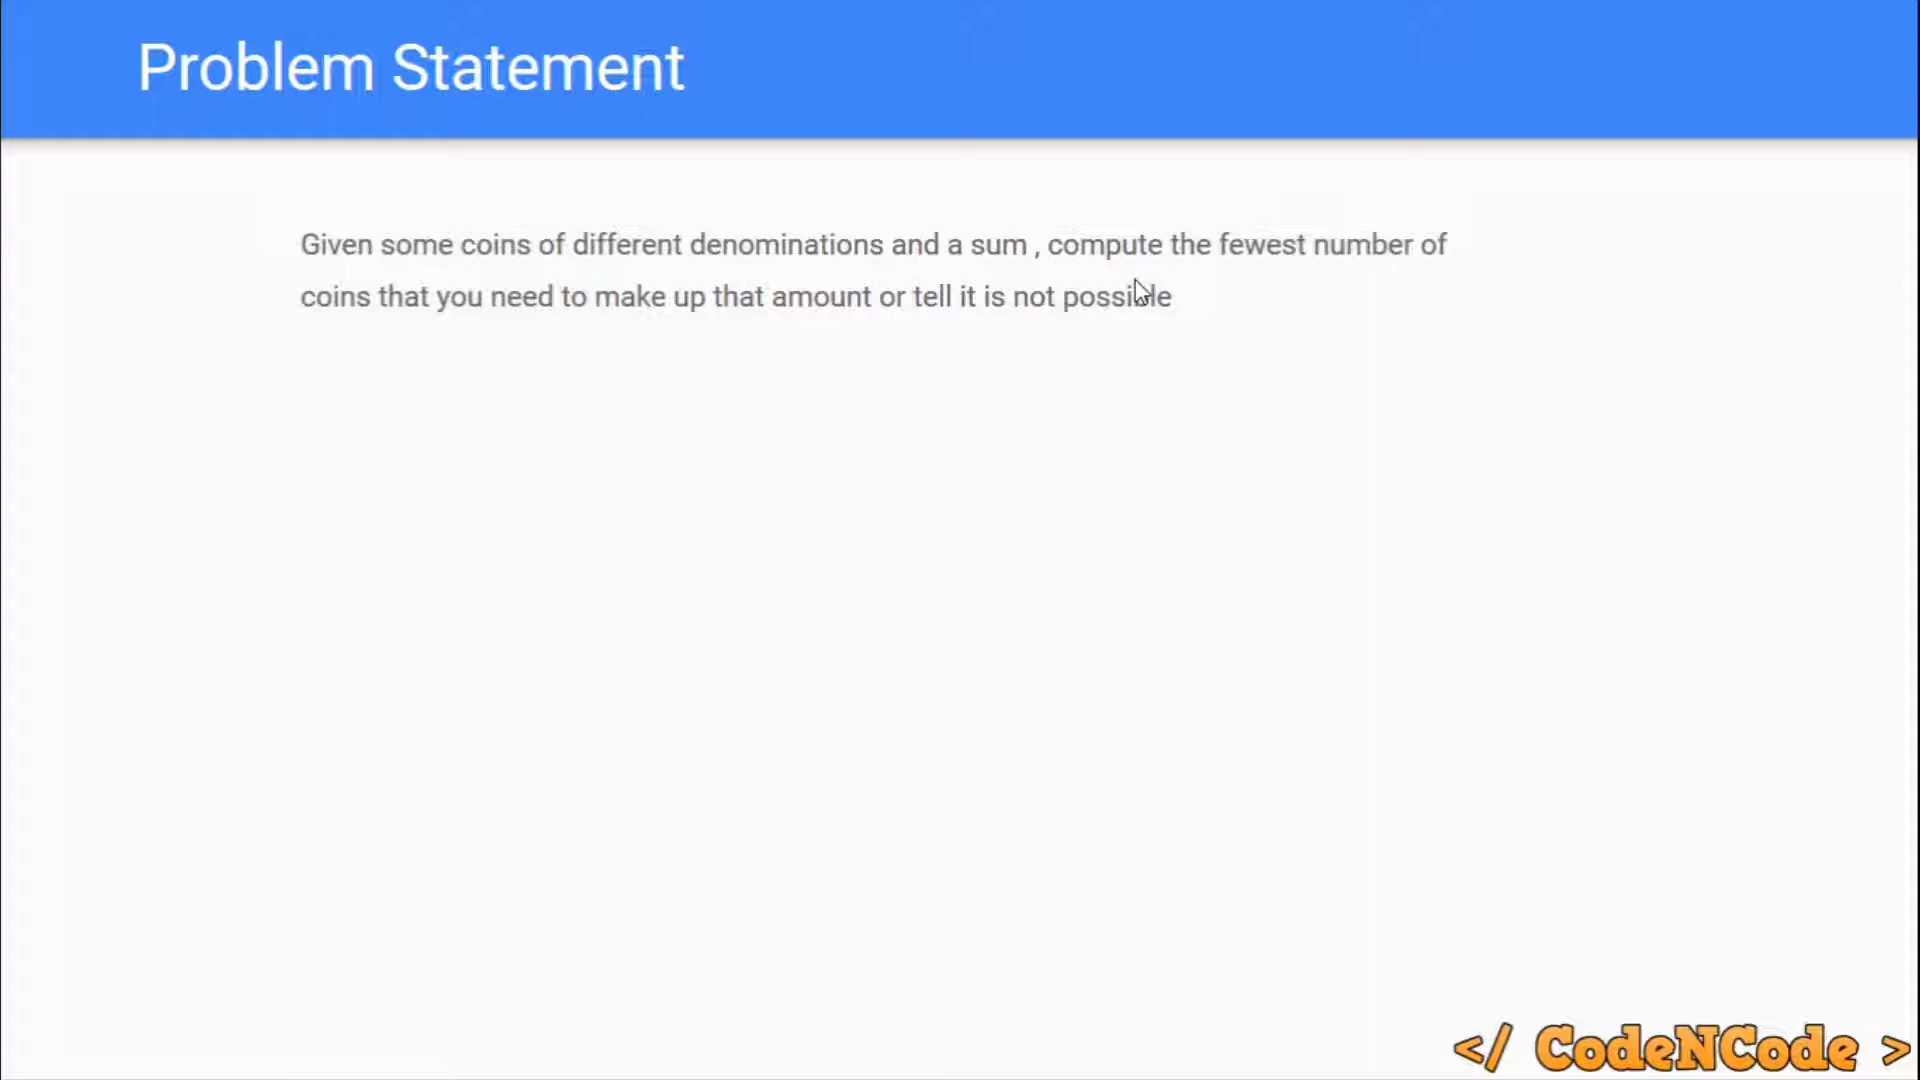 Problem Statement
Given some coins of different denominations and a sum , compute the fewest number of
coins that you need to make up that amount or tell it is not possible
</ CodeNCode >